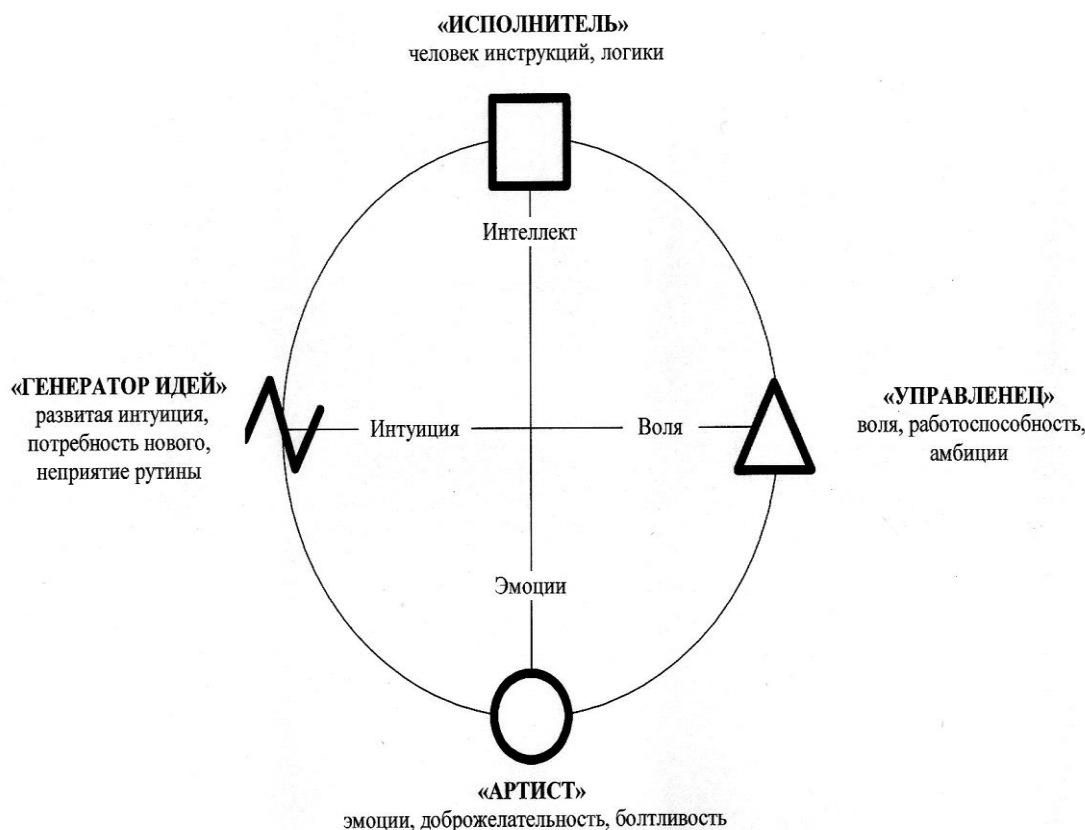 «ИСПОЛНИТЕЛЬ»
человек инструкций, логики
Интеллект
«ГЕНЕРАТОР ИДЕЙ»
развитая интуиция,
потребность нового,
неприятие рутины
Интуиция
Воля
«УПРАВЛЕНЕЦ»
воля, работоспособность,
амбиции
Эмоции
«АРТИСТ»
эмоции, доброжелательность, болтливость